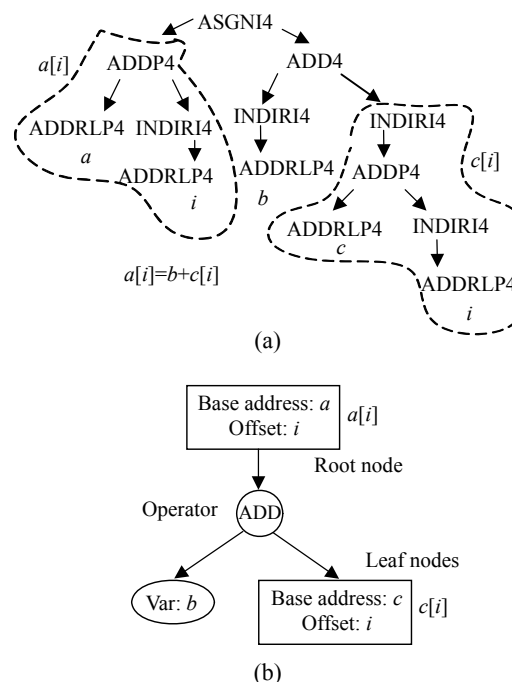 ASGNI4
a[i]
ADDP4
ADD4
ADDRLP4
a
INDIRI4
INDIRI4
INDIRI4
c[i]
ADDRLP4
i
ADDRLP4
b
ADDP4
ADDRLP4
c
INDIRI4
a[i]=b+c[i]
ADDRLP4
i
(a)
Base address: a
Offset: i
a[i]
Root node
Operator
ADD
Leaf nodes
Var: b
Base address: c
Offset: i
c[i]
(b)